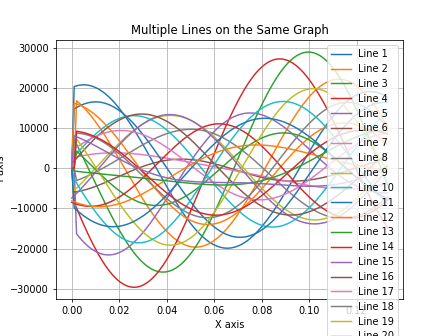 Multiple Lines on the Same Graph
30000
20000
10000
0
−10000
−20000
−30000
0.00
0.02
0.04
0.06
0.08
0.10
X axis
Line 1
Line 2
Line 3
Line 4
Line 5
Line 6
Line 7
Line 8
Line 9
Line 10
Line 11
Line 12
Line 13
Line 14
Line 15
Line 16
Line 17
Line 18
Line 19
Line 20